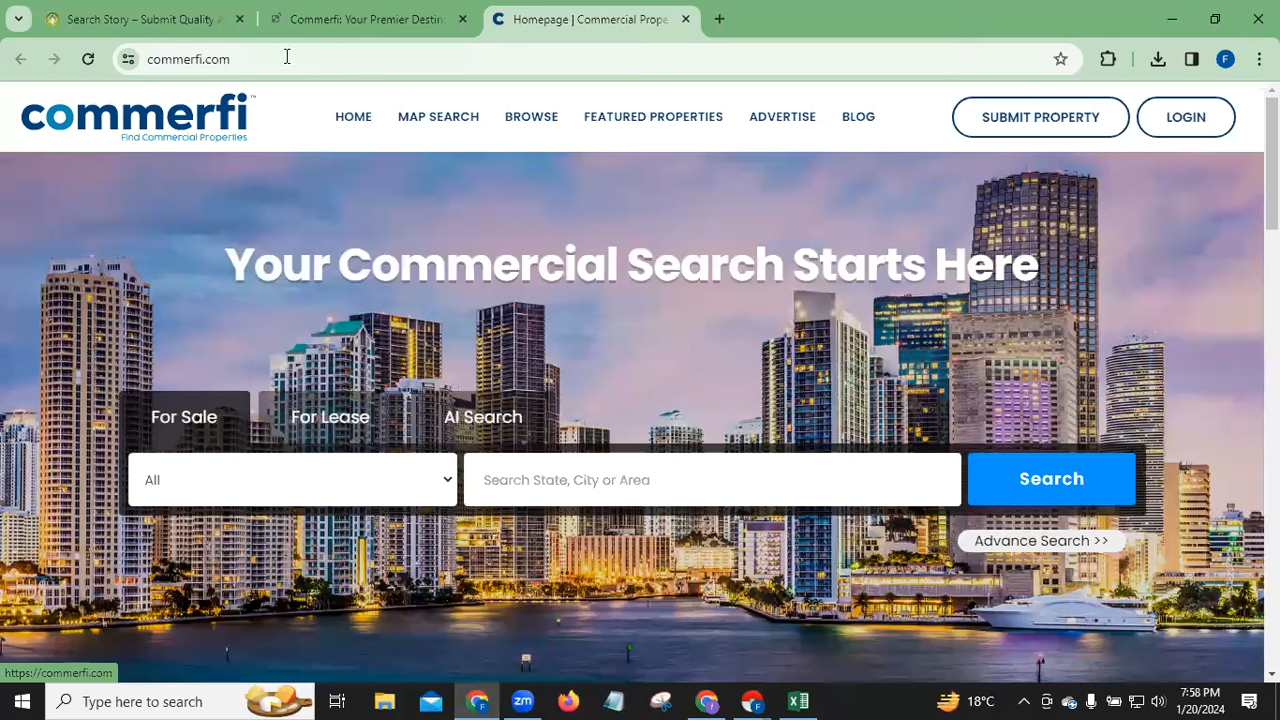 Search Story – Submit Quality A
Commerfi: Your Premier Destin
Homepage | Commercial Prope
commerfi.com
F
commerfi™
Find Commercial Properties
HOME
MAP SEARCH
BROWSE
FEATURED PROPERTIES
ADVERTISE
BLOG
SUBMIT PROPERTY
LOGIN
Your Commercial Search Starts Here
For Sale
For Lease
AI Search
All
Search State, City or Area
Search
Advance Search >>
https://commerfi.com
Type here to search
zm
18°C
7:58 PM
1/20/2024